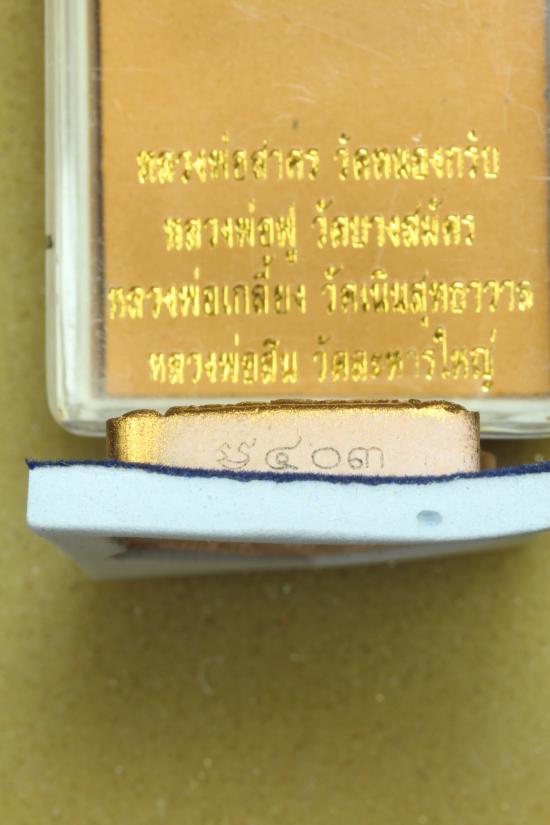 หลวงพ่อสาคร วัดหนองกรับ
หลวงพ่อฟู วัดบางสมัคร
หลวงพ่อเกลี้ยง วัดเนินสุทธาวาส
หลวงพ่อสิน วัดละหารใหญ่
๔๐๓